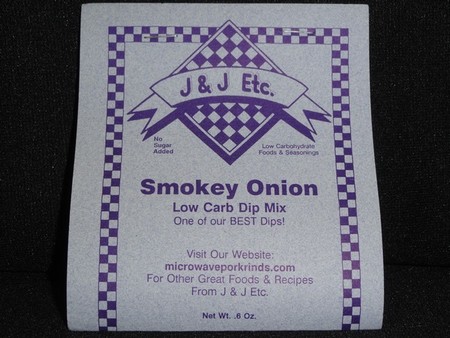 J & J Etc.
No
Sugar
Added
Low Carbohydrate
Foods & Seasonings
Smokey Onion
Low Carb Dip Mix
One of our BEST Dips!
Visit Our Website:
microwaveporkrinds.com
For Other Great Foods & Recipes
From J & J Etc.
Net Wt. .6 Oz.